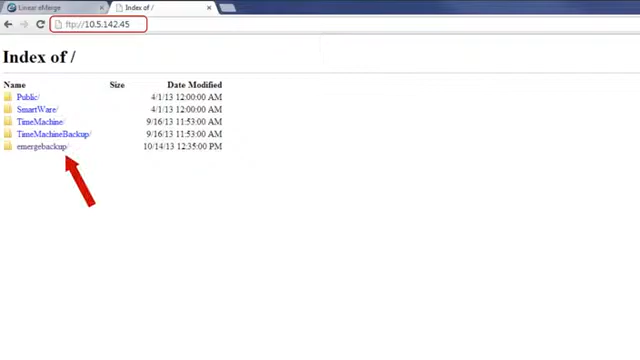 Linear eMerge
Index of /
ftp://10.5.142.45
Index of /
Name Size Date Modified
Public/ 4/1/13 12:00:00 AM
SmartWare/ 4/1/13 12:00:00 AM
TimeMachine/ 9/16/13 11:53:00 AM
TimeMachineBackup/ 9/16/13 11:53:00 AM
emergebackup/ 10/14/13 12:35:00 PM